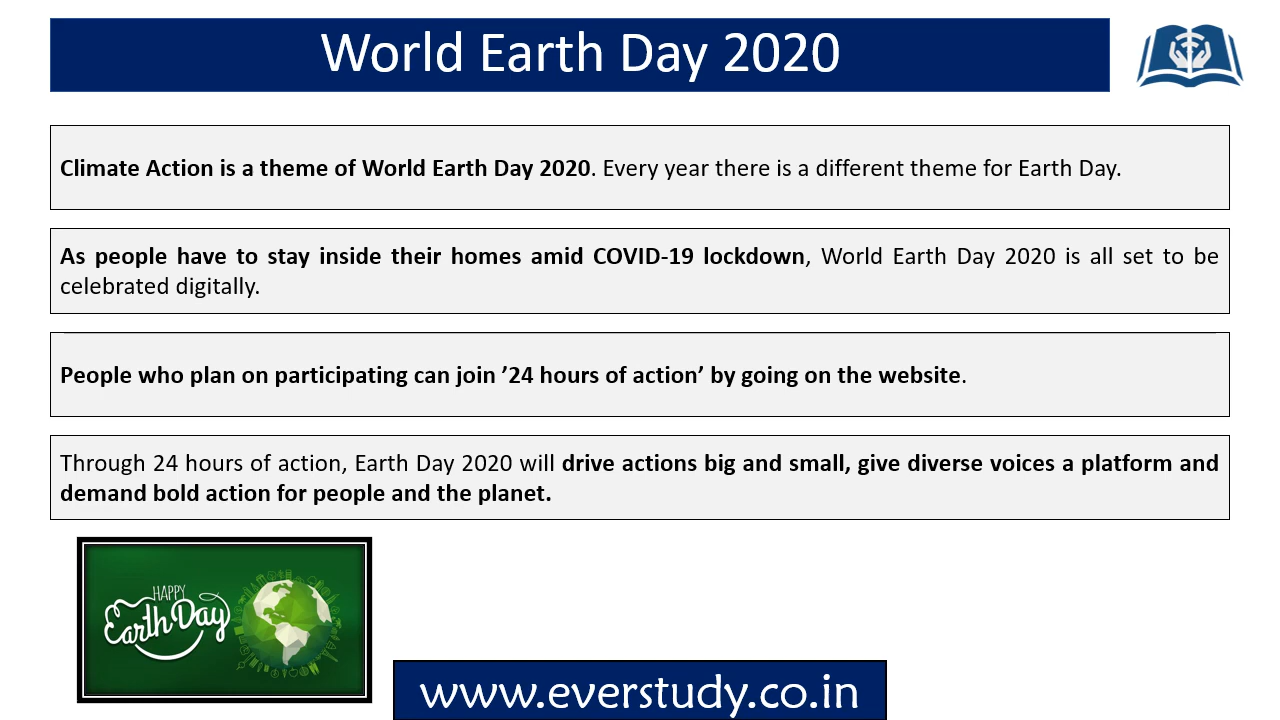 World Earth Day 2020
Climate Action is a theme of World Earth Day 2020. Every year there is a different theme for Earth Day.
As people have to stay inside their homes amid COVID-19 lockdown, World Earth Day 2020 is all set to be
celebrated digitally.
People who plan on participating can join ’24 hours of action’ by going on the website.
Through 24 hours of action, Earth Day 2020 will drive actions big and small, give diverse voices a platform and
demand bold action for people and the planet.
HAPPY
Earth Day
www.everstudy.co.in